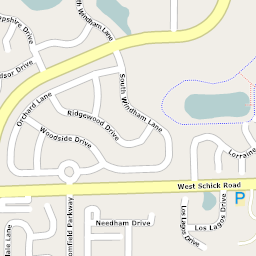 South Windham Lane
Orchard Lane
Ridgewood Drive
South Windham Lane
Woodside Drive
Lorraine
West Schick Road
P
Needham Drive
Los Lagos Drive
Los Lagos Drive